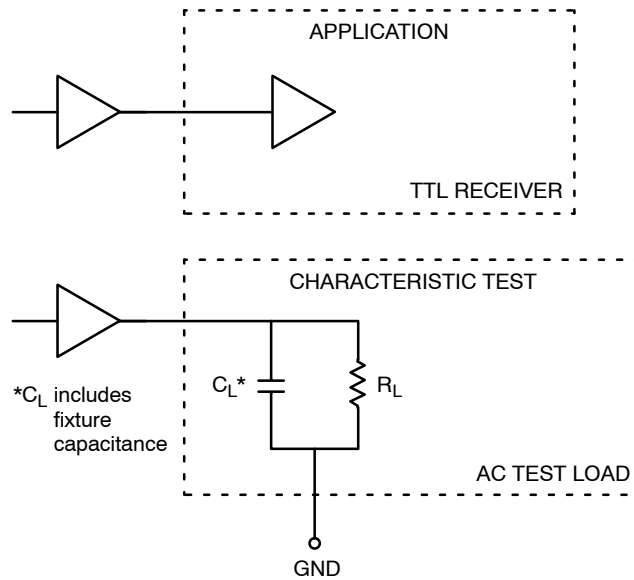 APPLICATION
TTL RECEIVER
CHARACTERISTIC TEST
*CL includes
fixture
capacitance
CL*
RL
AC TEST LOAD
GND